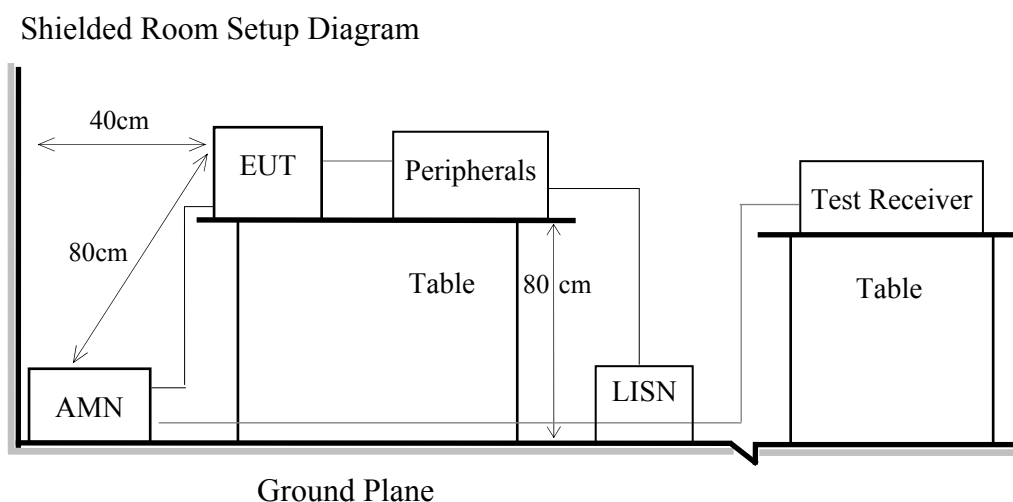 Shielded Room Setup Diagram
40cm
EUT
Peripherals
Test Receiver
80cm
Table
80 cm
Table
AMN
LISN
Ground Plane